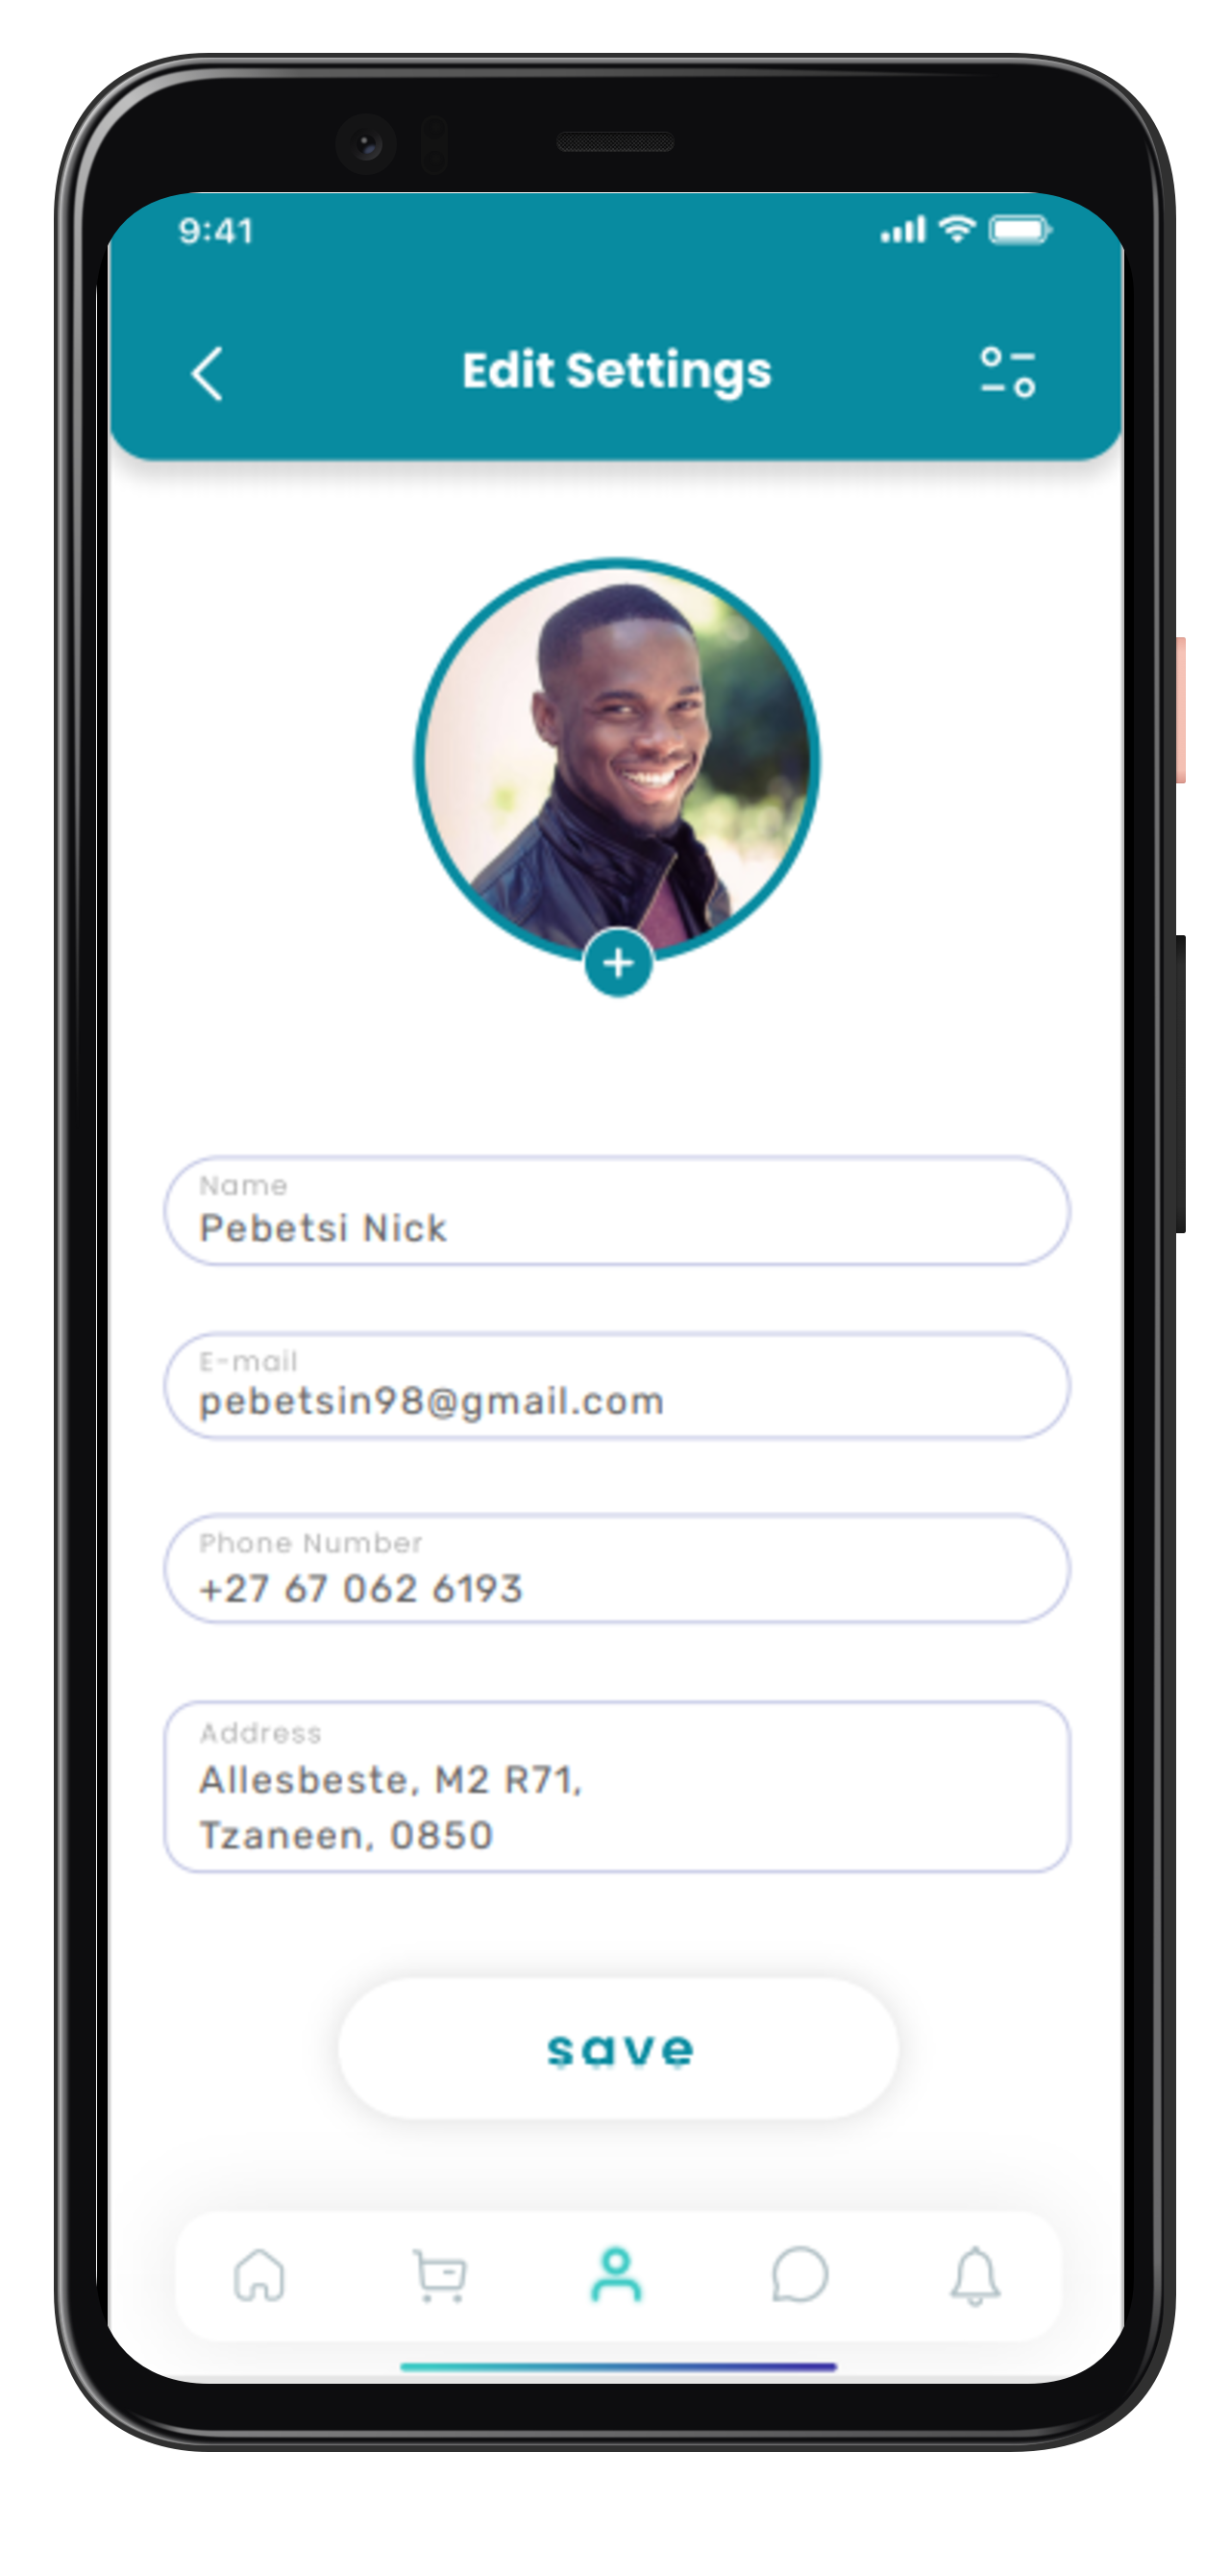 9:41
Edit Settings
Name
Pebetsi Nick
E-mail
pebetsin98@gmail.com
Phone Number
+27 67 062 6193
Address
Allesbeste, M2 R71,
Tzaneen, 0850
save